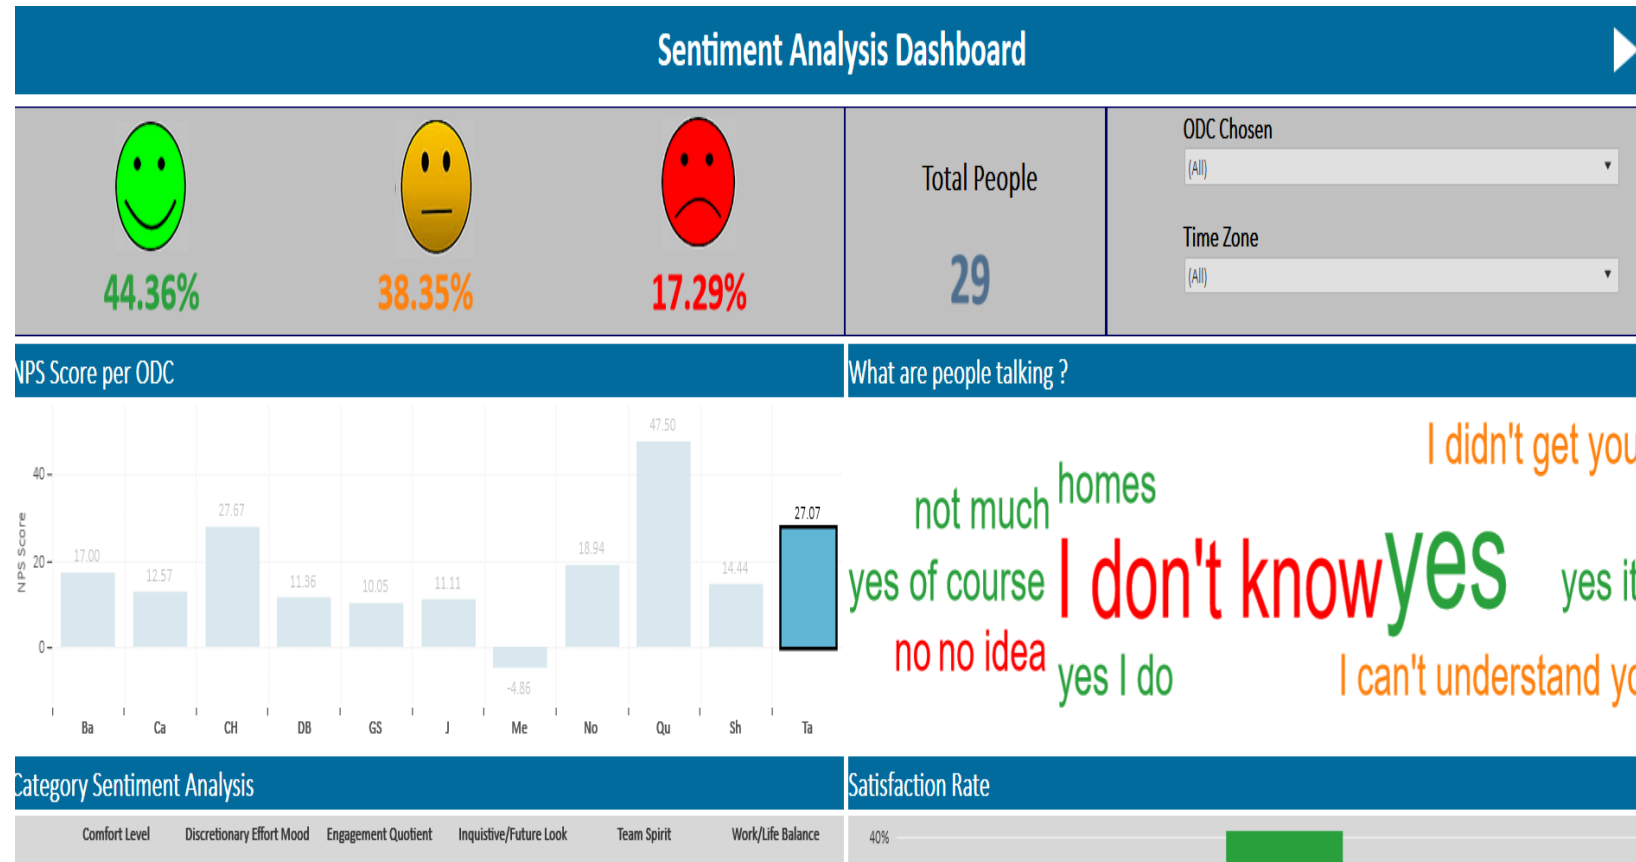 Sentiment Analysis Dashboard
44.36%
38.35%
17.29%
Total People
29
ODC Chosen
(All)
Time Zone
(All)
NPS Score per ODC
NPS Score
40
20
0
17.00
12.57
27.67
11.36
10.05
11.11
-4.86
18.94
47.50
14.44
27.07
Ba Ca CH DB GS J Me No Qu Sh Ta
What are people talking ?
I didn't get you
homes
not much
yes of course
I don't know
yes
yes it
no no idea
yes I do
I can't understand yo
Category Sentiment Analysis
Comfort Level Discretionary Effort Mood Engagement Quotient Inquistive/Future Look Team Spirit Work/Life Balance
Satisfaction Rate
40%